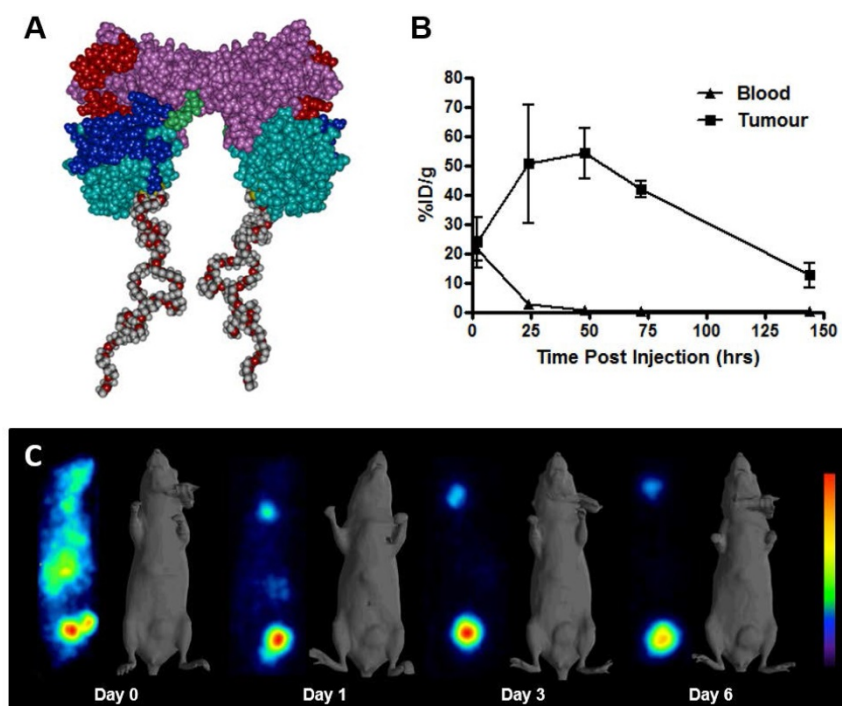 A
B
80
70
60
50
40
30
20
10
0
%ID/g
Blood
Tumour
0 25 50 75 100 125 150
Time Post Injection (hrs)
C
Day 0 Day 1 Day 3 Day 6